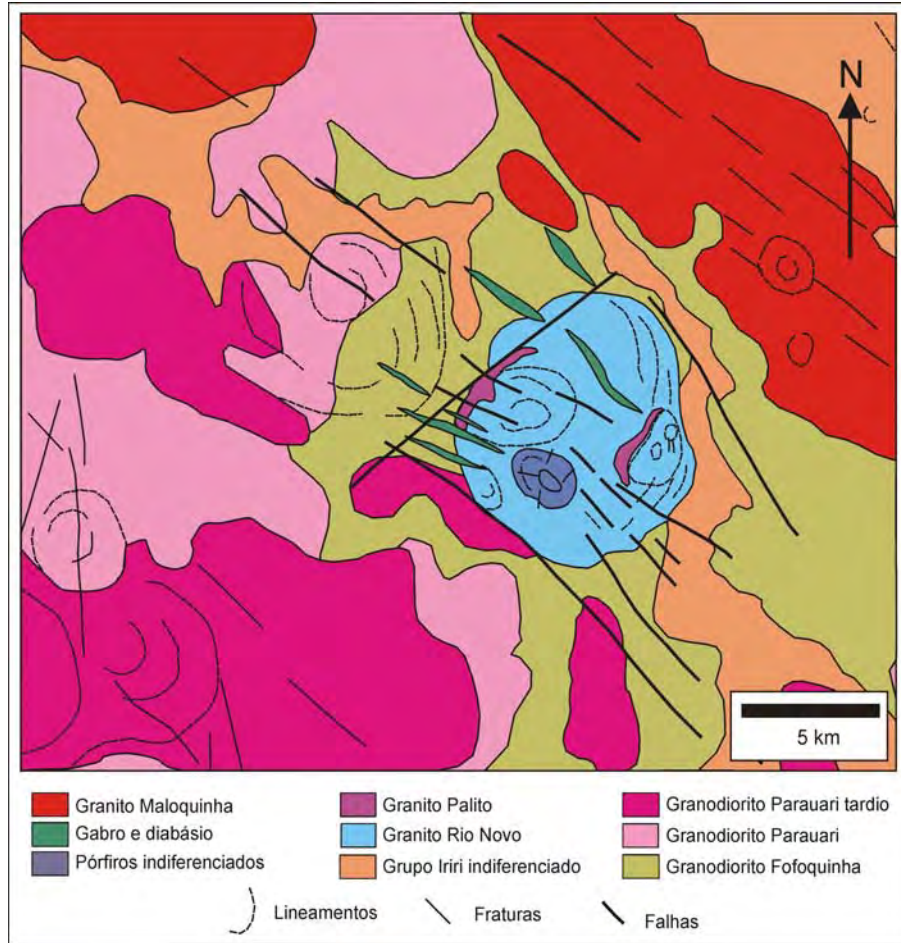 N
5 km
Granito Maloquinha
Gabro e diabásio
Pórfiros indiferenciados
Granito Palito
Granito Rio Novo
Grupo Iriri indiferenciado
Granodiorito Parauari tardio
Granodiorito Parauari
Granodiorito Fofoquinha
Lineamentos
Fraturas
Falhas